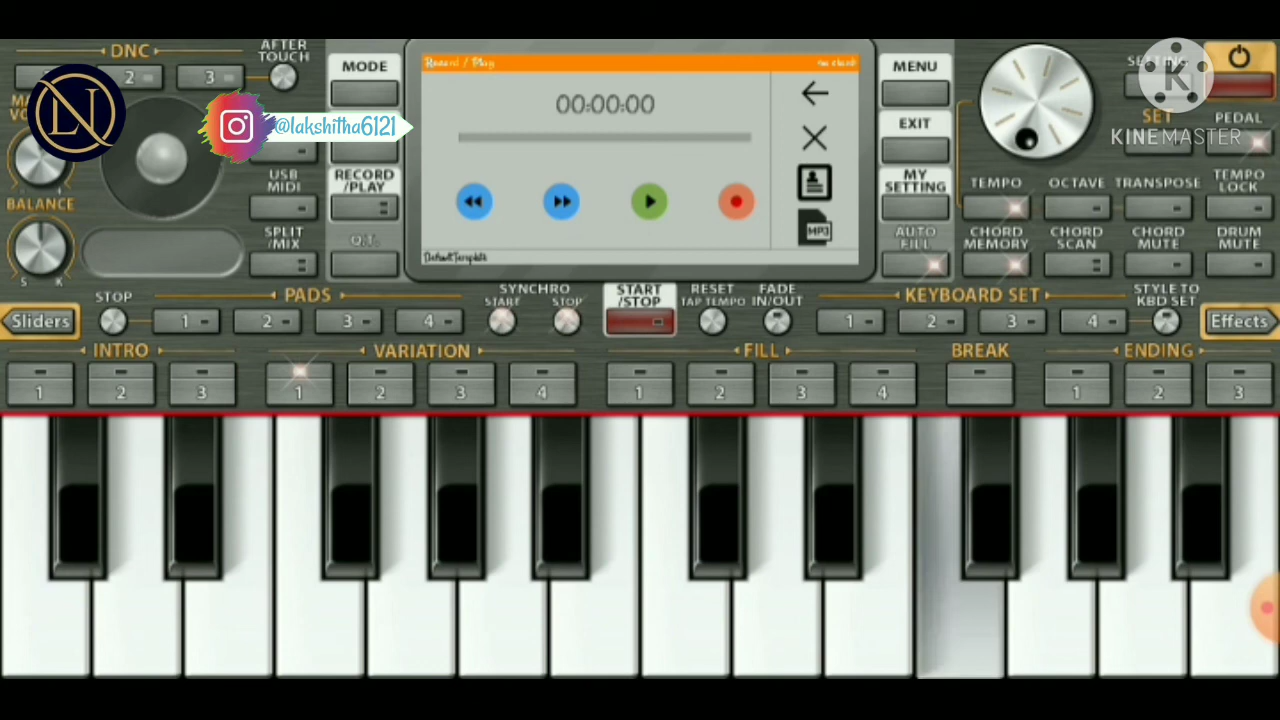 DNC
AFTER
TOUCH
2
3
LN
@lakshitha6121
BALANCE
S K
USB
MIDI
SPLIT
/MIX
MODE
RECORD
/PLAY
Record / Play
00:00:00
MP3
DefaultTemplate
MENU
EXIT
MY
SETTING
AUTO
FILL
K
KINEMASTER
SET
PEDAL
TEMPO
OCTAVE
TRANSPOSE
TEMPO
LOCK
CHORD
MEMORY
CHORD
SCAN
CHORD
MUTE
DRUM
MUTE
Sliders
STOP
PADS
1 2 3 4
SYNCHRO
START STOP
START
/STOP
RESET
TAP TEMPO
FADE
IN/OUT
KEYBOARD SET
1 2 3 4
STYLE TO
KBD SET
Effects
INTRO
1 2 3
VARIATION
1 2 3 4
FILL
1 2 3 4
BREAK
ENDING
1 2 3